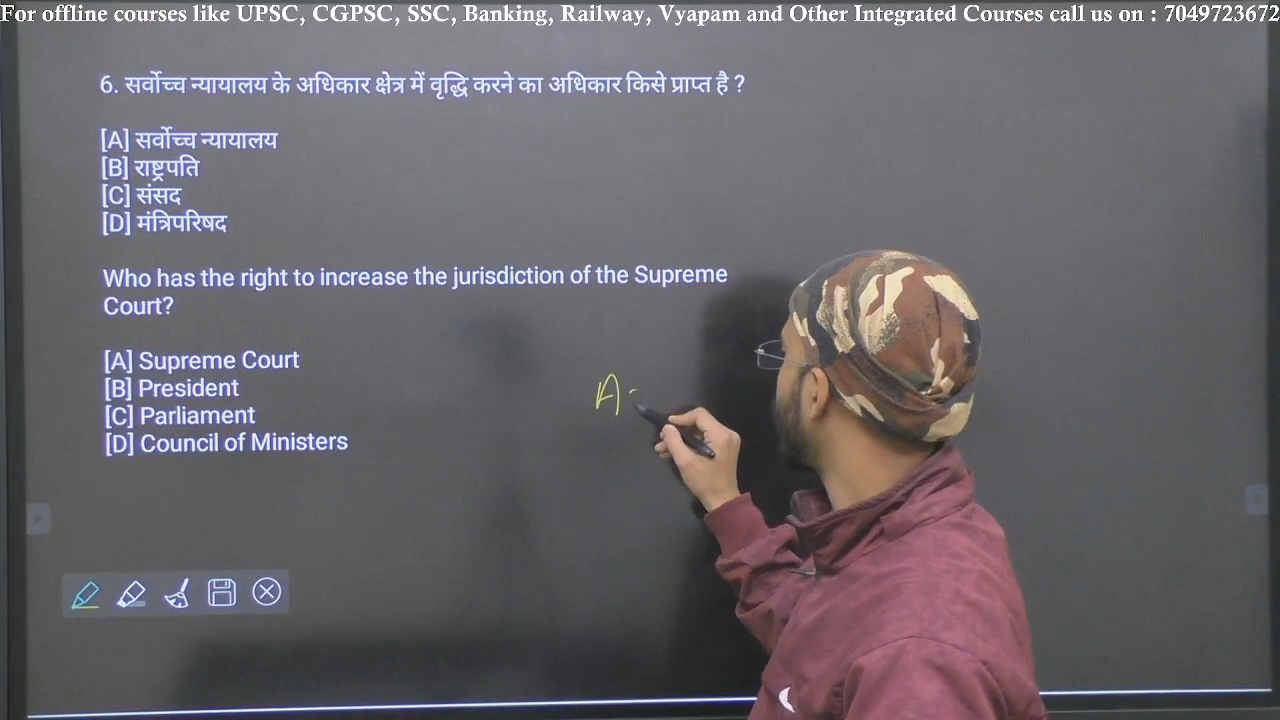 For offline courses like UPSC, CGPSC, SSC, Banking, Railway, Vyapam and Other Integrated Courses call us on : 7049723672
6. सर्वोच्च न्यायालय के अधिकार क्षेत्र में वृद्धि करने का अधिकार किसे प्राप्त है ?
[A] सर्वोच्च न्यायालय
[B] राष्ट्रपति
[C] संसद
[D] मंत्रिपरिषद
Who has the right to increase the jurisdiction of the Supreme
Court?
[A] Supreme Court
[B] President
[C] Parliament
[D] Council of Ministers
A